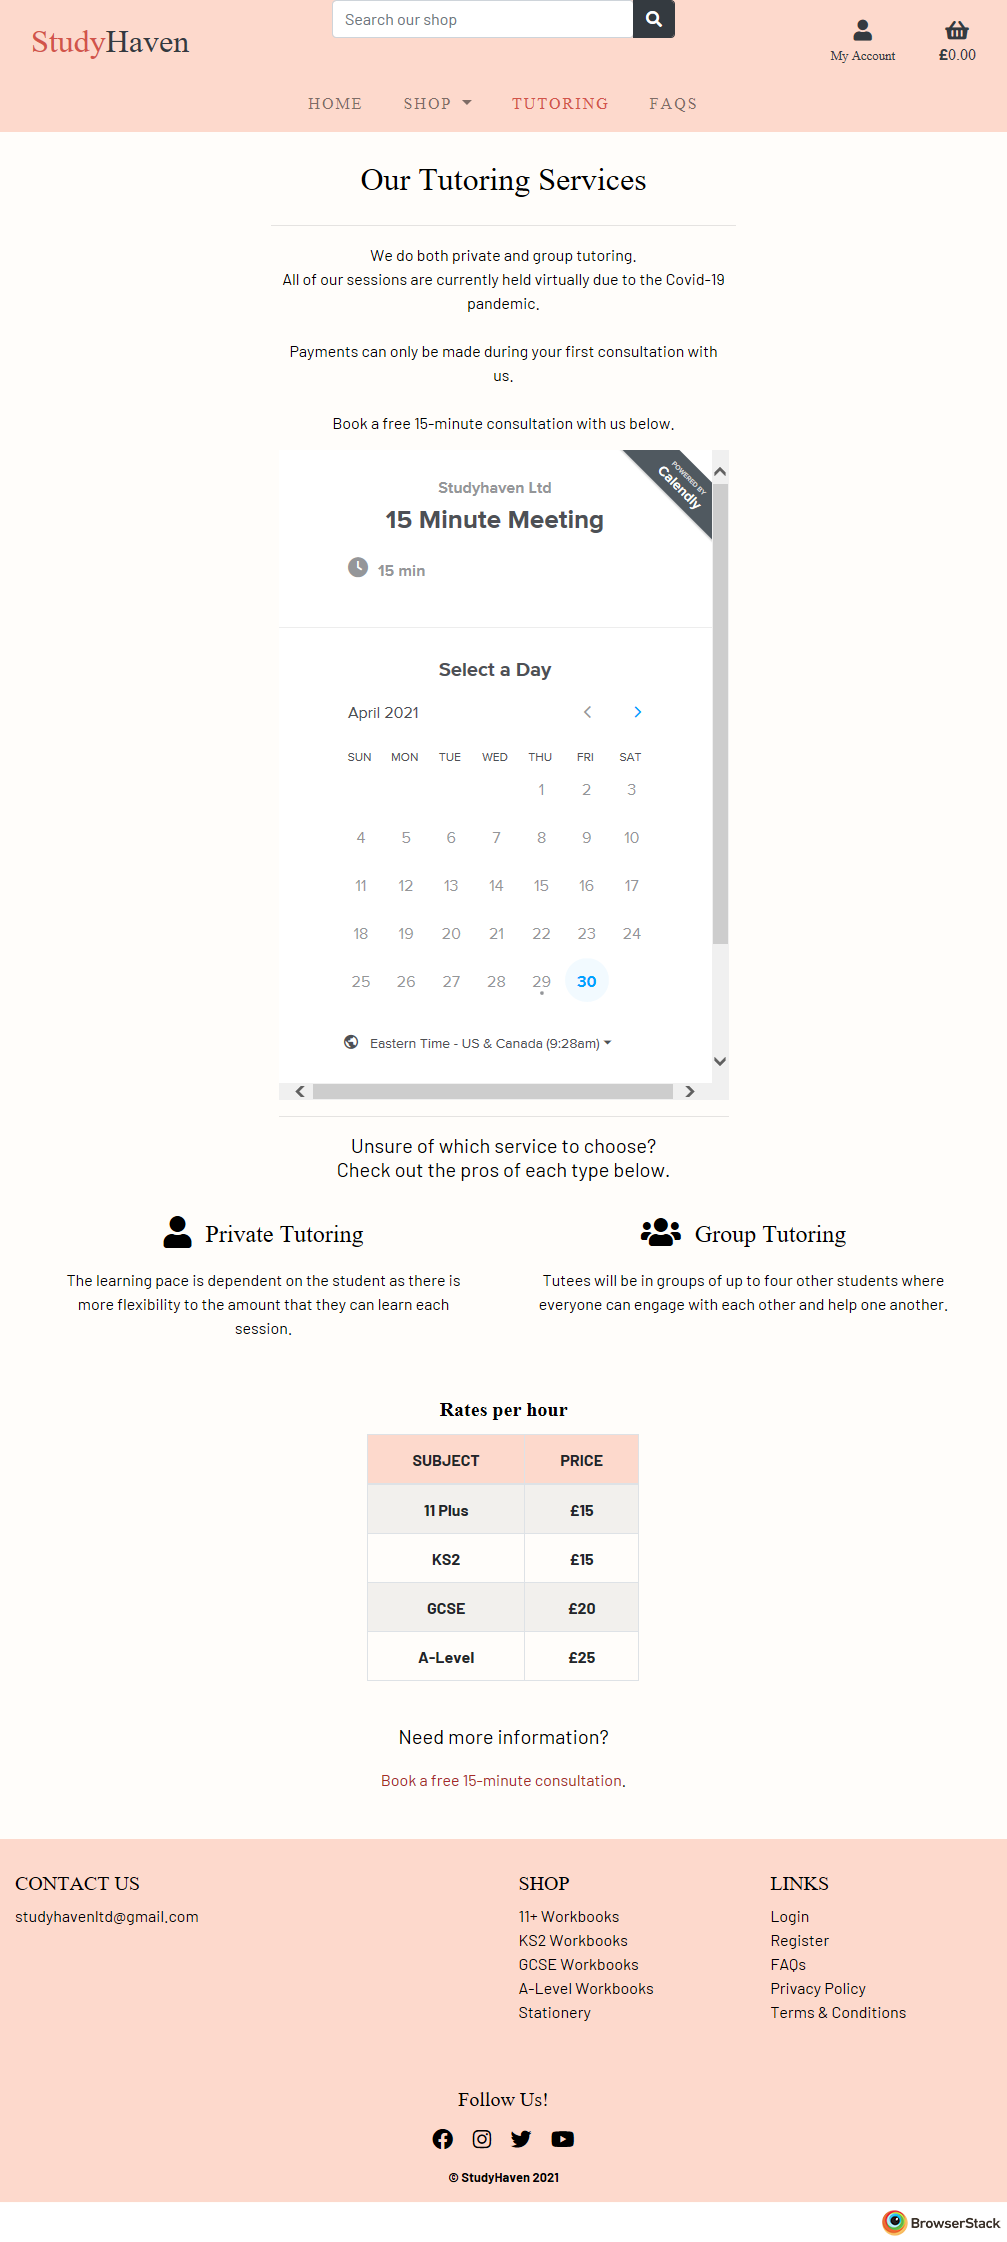 StudyHaven
Search our shop
My Account
£0.00
HOME SHOP TUTORING FAQS
Our Tutoring Services
We do both private and group tutoring.
All of our sessions are currently held virtually due to the Covid-19
pandemic.
Payments can only be made during your first consultation with
us.
Book a free 15-minute consultation with us below.
POWERED BY
Calendly
Studyhaven Ltd
15 Minute Meeting
15 min
Select a Day
April 2021
SUN MON TUE WED THU FRI SAT
1 2 3
4 5 6 7 8 9 10
11 12 13 14 15 16 17
18 19 20 21 22 23 24
25 26 27 28 29 30
Eastern Time - US & Canada (9:28am)
Unsure of which service to choose?
Check out the pros of each type below.
Private Tutoring
The learning pace is dependent on the student as there is
more flexibility to the amount that they can learn each
session.
Group Tutoring
Tutees will be in groups of up to four other students where
everyone can engage with each other and help one another.
Rates per hour
SUBJECT PRICE
11 Plus £15
KS2 £15
GCSE £20
A-Level £25
Need more information?
Book a free 15-minute consultation.
CONTACT US
studyhavenltd@gmail.com
SHOP
11+ Workbooks
KS2 Workbooks
GCSE Workbooks
A-Level Workbooks
Stationery
LINKS
Login
Register
FAQs
Privacy Policy
Terms & Conditions
Follow Us!
© StudyHaven 2021
BrowserStack